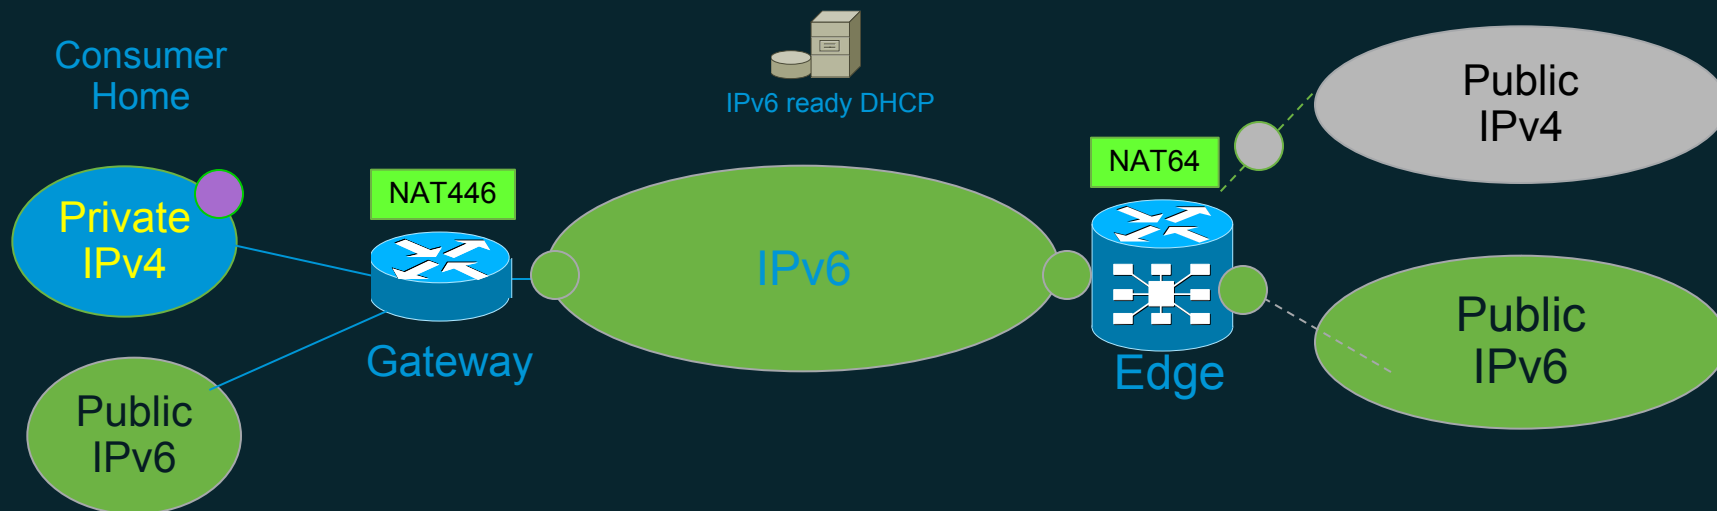 Consumer
Home
IPv6 ready DHCP
Public
IPv4
NAT64
NAT446
Private
IPv4
IPv6
Public
IPv6
Gateway
Edge
Public
IPv6